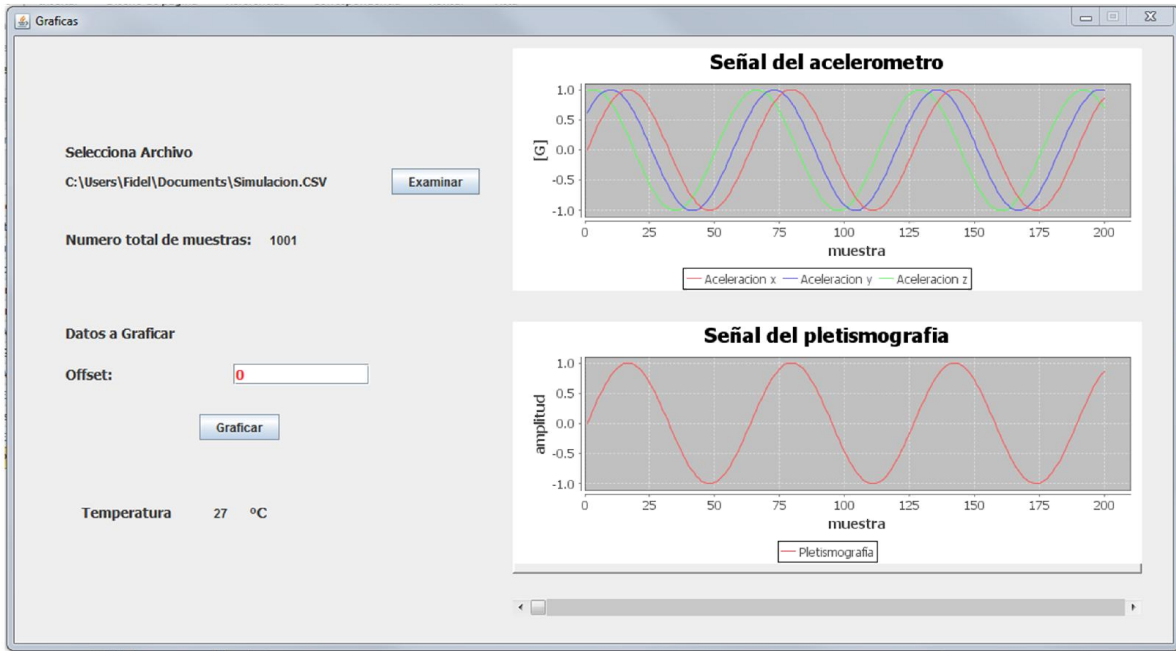 Graficas
Selecciona Archivo
C:\Users\Fidel\Documents\Simulacion.CSV
Examinar
Numero total de muestras: 1001
Datos a Graficar
Offset: 0
Graficar
Temperatura 27 ºC
Señal del acelerometro
[G]
1.0
0.5
0.0
-0.5
-1.0
0 25 50 75 100 125 150 175 200
muestra
Aceleracion x Aceleracion y Aceleracion z
Señal del pletismografia
amplitud
1.0
0.5
0.0
-0.5
-1.0
0 25 50 75 100 125 150 175 200
muestra
Pletismografía